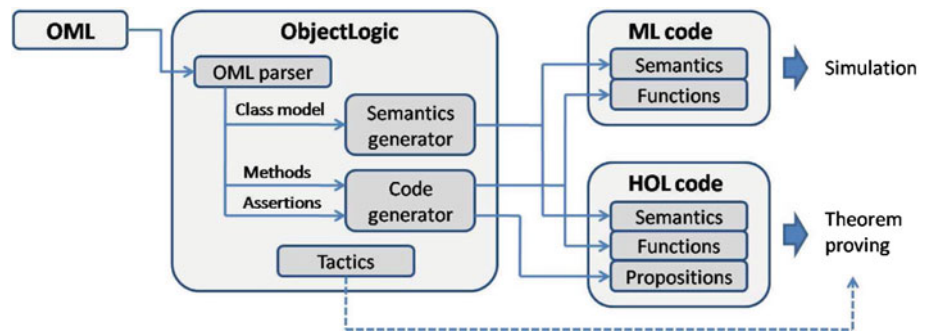 OML
ObjectLogic
OML parser
Class model
Semantics
generator
Methods
Assertions
Code
generator
Tactics
ML code
Semantics
Functions
Simulation
HOL code
Semantics
Functions
Propositions
Theorem
proving